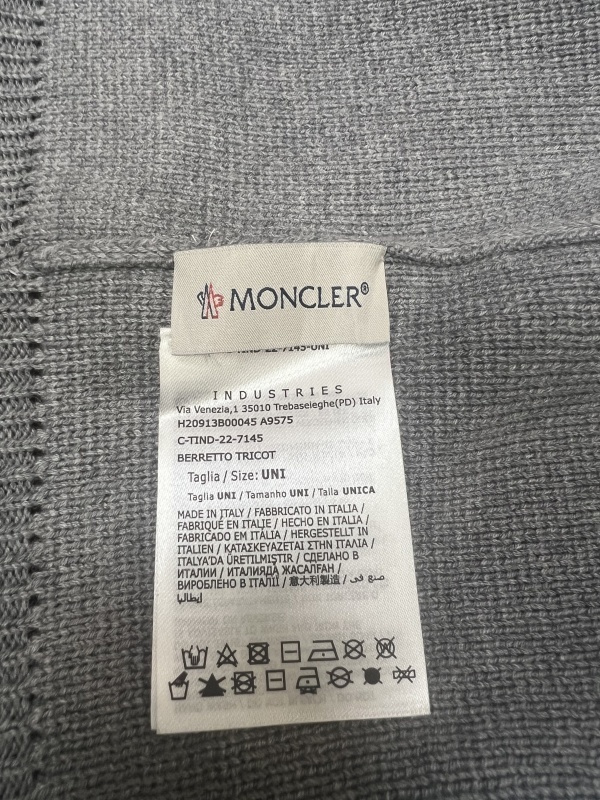 MONCLER®
INDUSTRIES
Via Venezia,1 35010 Trebaseleghe(PD) Italy
H20913B00045 A9575
C-TIND-22-7145
BERRETTO TRICOT
Taglia / Size: UNI
Taglia UNI / Tamanho UNI / Talla UNICA
MADE IN ITALY / FABBRICATO IN ITALIA /
FABRIQUÉ EN ITALIE / HECHO EN ITALIA /
FABRICADO EM ITÁLIA / HERGESTELLT IN
ITALIEN / ΚΑΤΑΣΚΕΥΑΖΕΤΑΙ ΣΤΗΝ ΙΤΑΛΙΑ /
ITALYA'DA ÜRETILMIŞTIR / СДЕЛАНО В
ИТАЛИИ / ИТАЛИЯДА ЖАСАЛҒАН /
ВИРОБЛЕНО В ІТАЛІЇ / 意大利製造 / صنع فى
إيطاليا